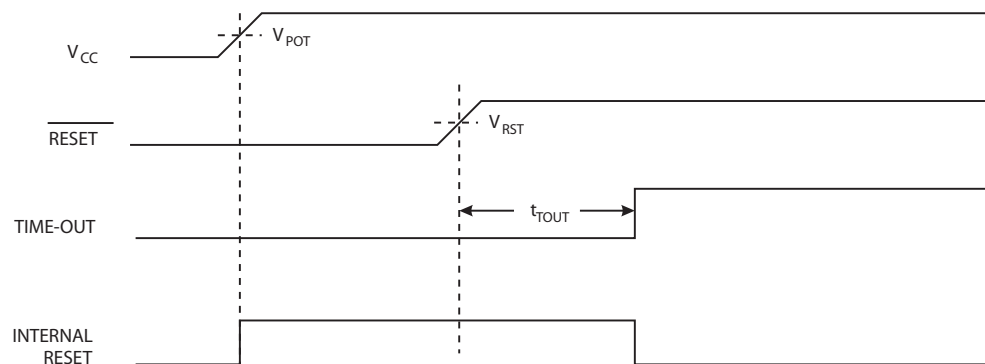 V_CC
V_POT
RESET
V_RST
TIME-OUT
t_TOUT
INTERNAL
RESET